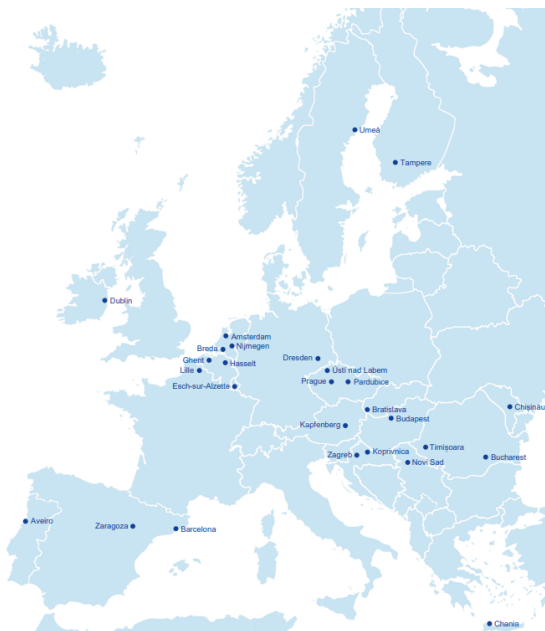 Umeå
Tampere
Dublin
Amsterdam
Nijmegen
Breda
Ghent
Hasselt
Lille
Esch-sur-Alzette
Dresden
Ústí nad Labem
Prague
Pardubice
Bratislava
Budapest
Chișinău
Kapfenberg
Timișoara
Koprivnica
Zagreb
Novi Sad
Bucharest
Aveiro
Zaragoza
Barcelona
Chania